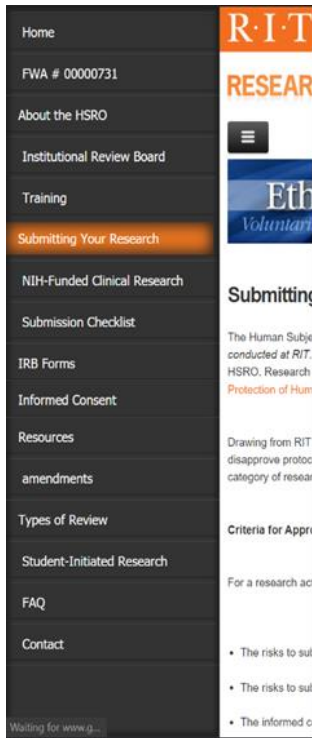 Home
FWA # 00000731
About the HSRO
Institutional Review Board
Training
Submitting Your Research
NIH-Funded Clinical Research
Submission Checklist
IRB Forms
Informed Consent
Resources
amendments
Types of Review
Student-Initiated Research
FAQ
Contact
Waiting for www.g...
R·I·T
RESEAR
Eth
Voluntari
Submitting
The Human Subje
conducted at RIT.
HSRO. Research
Protection of Hum
Drawing from RIT
disapprove protoc
category of resear
Criteria for Appro
For a research act
• The risks to sub
• The risks to sub
• The informed c